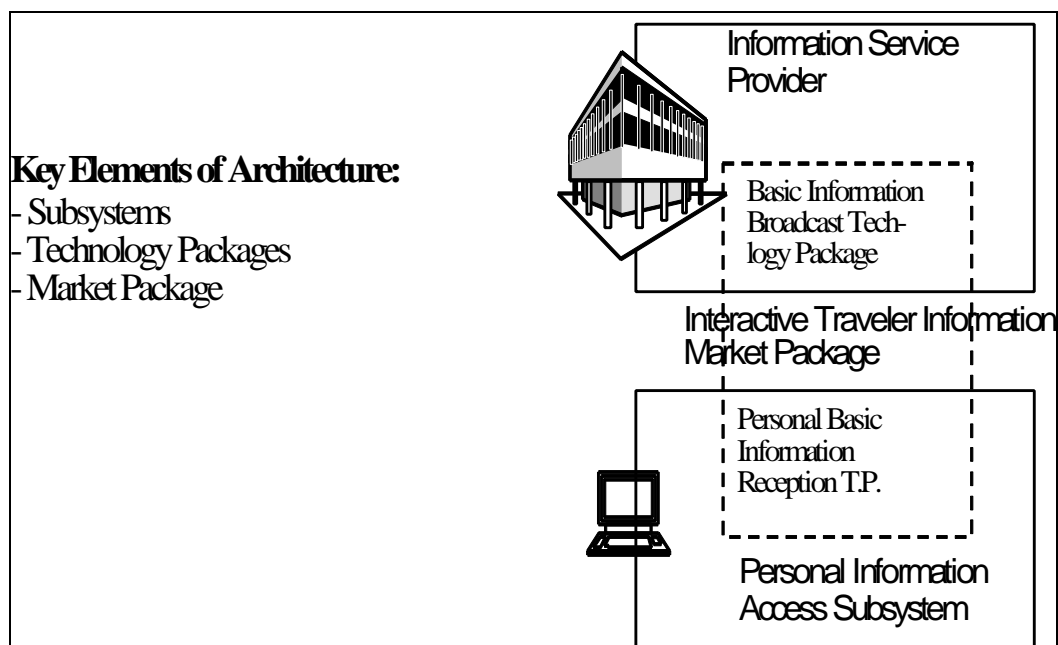 Key Elements of Architecture:
- Subsystems
- Technology Packages
- Market Package
Information Service
Provider
Basic Information
Broadcast Tech-
logy Package
Interactive Traveler Information
Market Package
Personal Basic
Information
Reception T.P.
Personal Information
Access Subsystem